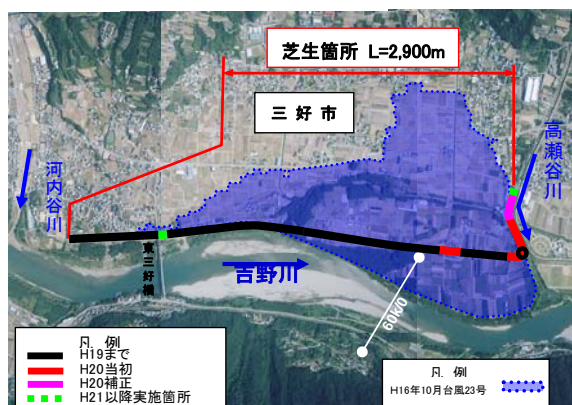 芝生箇所 L=2,900m
三 好 市
高瀬谷川
河内谷川
東三好橋
吉野川
60k/0
凡 例
H19まで
H20当初
H20補正
H21以降実施箇所
凡 例
H16年10月台風23号